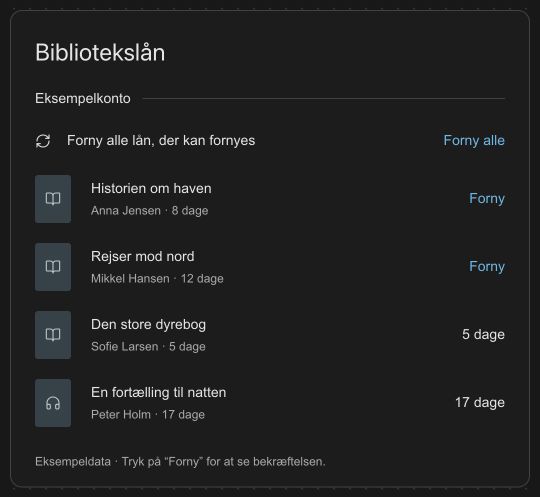 Bibliotekslån
Eksempelkonto
Forny alle lån, der kan fornyes Forny alle
Historien om haven
Anna Jensen · 8 dage
Forny
Rejser mod nord
Mikkel Hansen · 12 dage
Forny
Den store dyrebog
Sofie Larsen · 5 dage
5 dage
En fortælling til natten
Peter Holm · 17 dage
17 dage
Eksempeldata · Tryk på “Forny” for at se bekræftelsen.